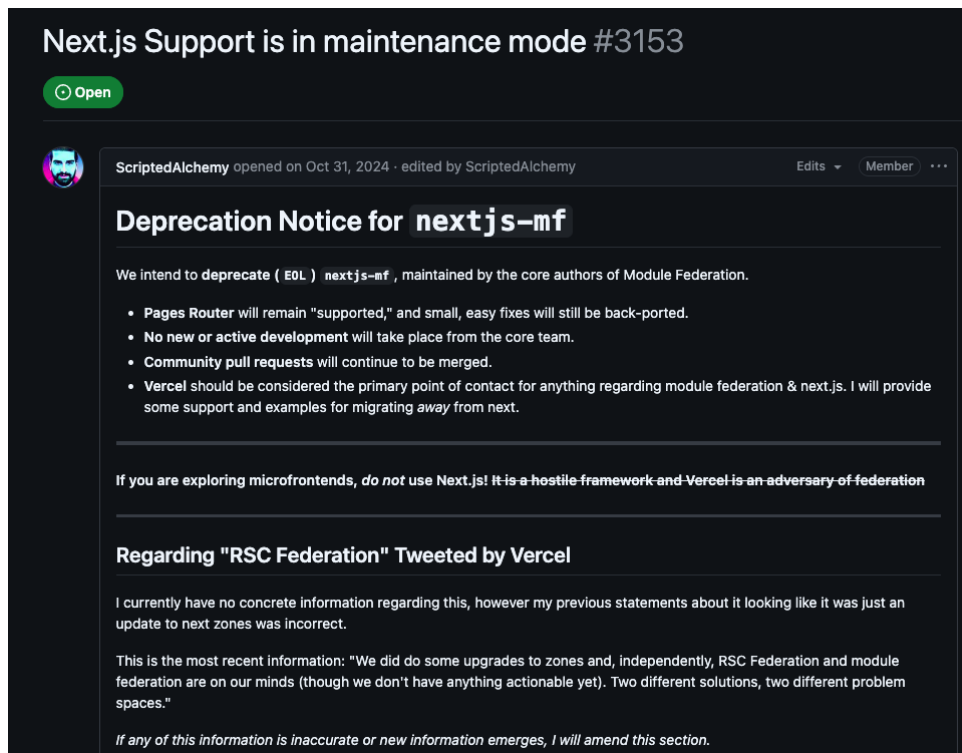 Next.js Support is in maintenance mode #3153
Open
ScriptedAlchemy opened on Oct 31, 2024 · edited by ScriptedAlchemy Edits Member ...
Deprecation Notice for nextjs-mf
We intend to deprecate ( EOL ) nextjs-mf, maintained by the core authors of Module Federation.
• Pages Router will remain "supported," and small, easy fixes will still be back-ported.
• No new or active development will take place from the core team.
• Community pull requests will continue to be merged.
• Vercel should be considered the primary point of contact for anything regarding module federation & next.js. I will provide
some support and examples for migrating away from next.
If you are exploring microfrontends, do not use Next.js! It is a hostile framework and Vercel is an adversary of federation
Regarding "RSC Federation" Tweeted by Vercel
I currently have no concrete information regarding this, however my previous statements about it looking like it was just an
update to next zones was incorrect.
This is the most recent information: "We did do some upgrades to zones and, independently, RSC Federation and module
federation are on our minds (though we don't have anything actionable yet). Two different solutions, two different problem
spaces."
If any of this information is inaccurate or new information emerges, I will amend this section.